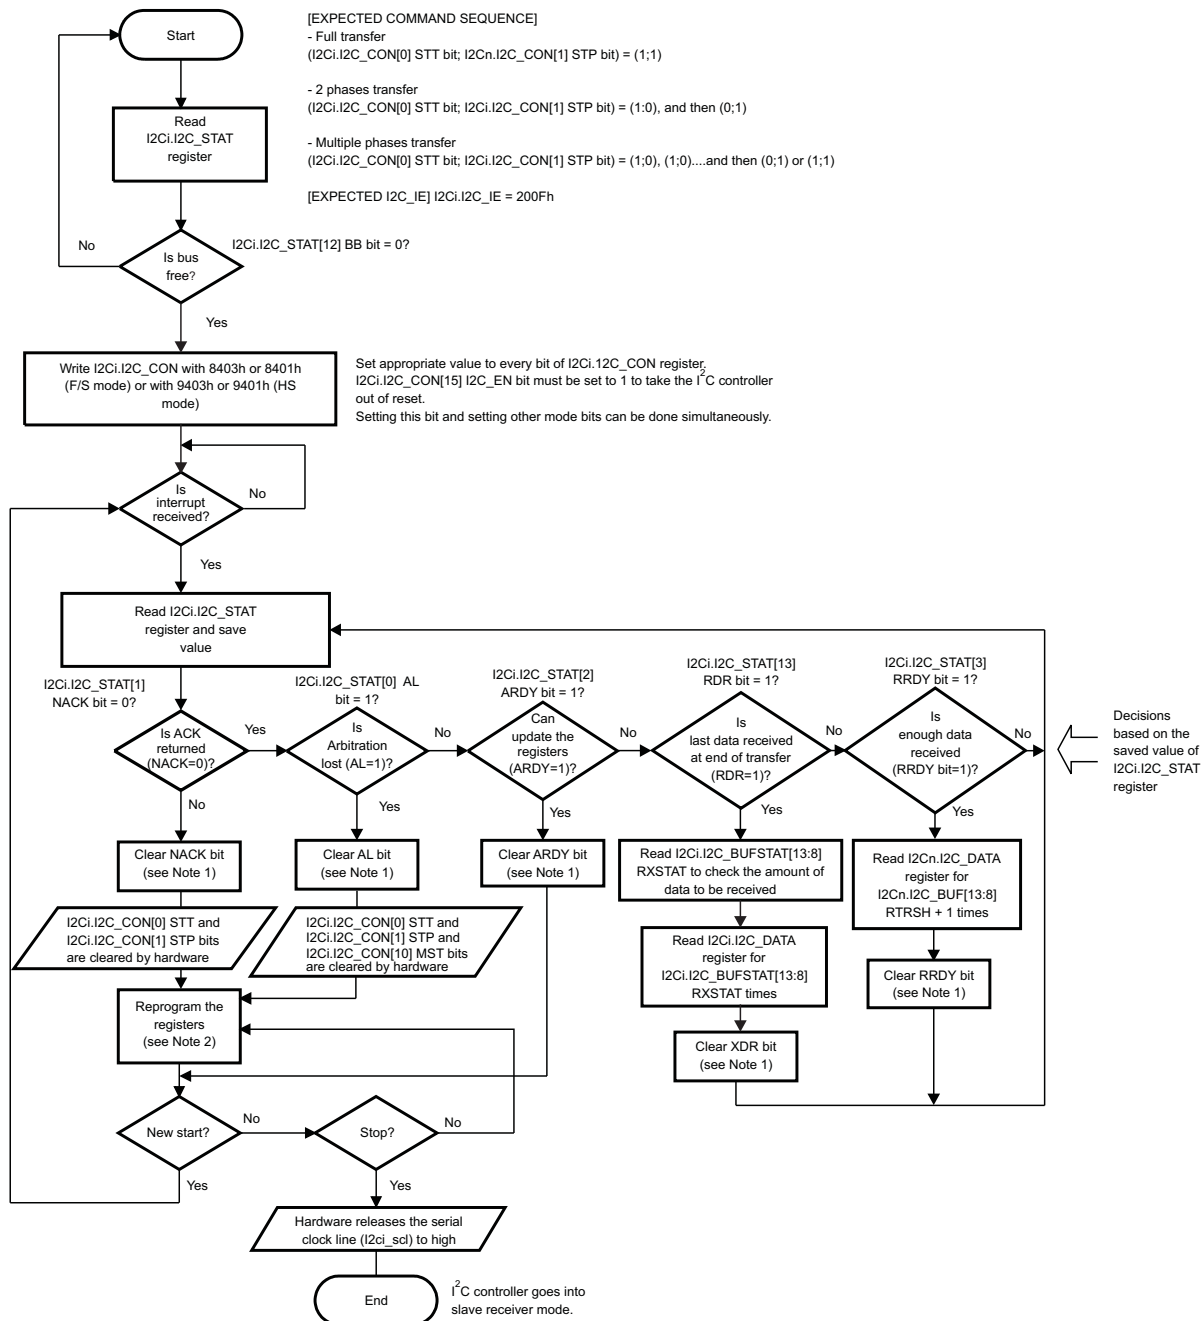 Start
[EXPECTED COMMAND SEQUENCE]
- Full transfer
(I2Ci.I2C_CON[0] STT bit; I2Cn.I2C_CON[1] STP bit) = (1;1)
- 2 phases transfer
(I2Ci.I2C_CON[0] STT bit; I2Ci.I2C_CON[1] STP bit) = (1:0), and then (0;1)
- Multiple phases transfer
(I2Ci.I2C_CON[0] STT bit; I2Ci.I2C_CON[1] STP bit) = (1;0), (1;0)....and then (0;1) or (1;1)
[EXPECTED I2C_IE] I2Ci.I2C_IE = 200Fh
Read
I2Ci.I2C_STAT
register
No
I2Ci.I2C_STAT[12] BB bit = 0?
Is bus
free?
Yes
Write I2Ci.I2C_CON with 8403h or 8401h
(F/S mode) or with 9403h or 9401h (HS
mode)
Set appropriate value to every bit of I2Ci.12C_CON register.
I2Ci.I2C_CON[15] I2C_EN bit must be set to 1 to take the I2C controller
out of reset.
Setting this bit and setting other mode bits can be done simultaneously.
Is
interrupt
received?
No
Yes
Read I2Ci.I2C_STAT
register and save
value
I2Ci.I2C_STAT[1]
NACK bit = 0?
Is ACK
returned
(NACK=0)?
Yes
No
I2Ci.I2C_STAT[0] AL
bit = 1?
Is
Arbitration
lost (AL=1)?
No
Yes
I2Ci.I2C_STAT[2]
ARDY bit = 1?
Can
update the
registers
(ARDY=1)?
No
Yes
I2Ci.I2C_STAT[13]
RDR bit = 1?
Is
last data received
at end of transfer
(RDR=1)?
No
Yes
I2Ci.I2C_STAT[3]
RRDY bit = 1?
Is
enough data
received
(RRDY bit=1)?
No
Yes
Decisions
based on the
saved value of
I2Ci.I2C_STAT
register
Clear NACK bit
(see Note 1)
Clear AL bit
(see Note 1)
Clear ARDY bit
(see Note 1)
Read I2Ci.I2C_BUFSTAT[13:8]
RXSTAT to check the amount of
data to be received
Read I2Cn.I2C_DATA
register for
I2Cn.I2C_BUF[13:8]
RTRSH + 1 times
I2Ci.I2C_CON[0] STT and
I2Ci.I2C_CON[1] STP bits
are cleared by hardware
I2Ci.I2C_CON[0] STT and
I2Ci.I2C_CON[1] STP and
I2Ci.I2C_CON[10] MST bits
are cleared by hardware
Read I2Ci.I2C_DATA
register for
I2Ci.I2C_BUFSTAT[13:8]
RXSTAT times
Clear RRDY bit
(see Note 1)
Reprogram the
registers
(see Note 2)
Clear XDR bit
(see Note 1)
New start?
No
Yes
Stop?
No
Yes
Hardware releases the serial
clock line (I2ci_scl) to high
End
I2C controller goes into
slave receiver mode.